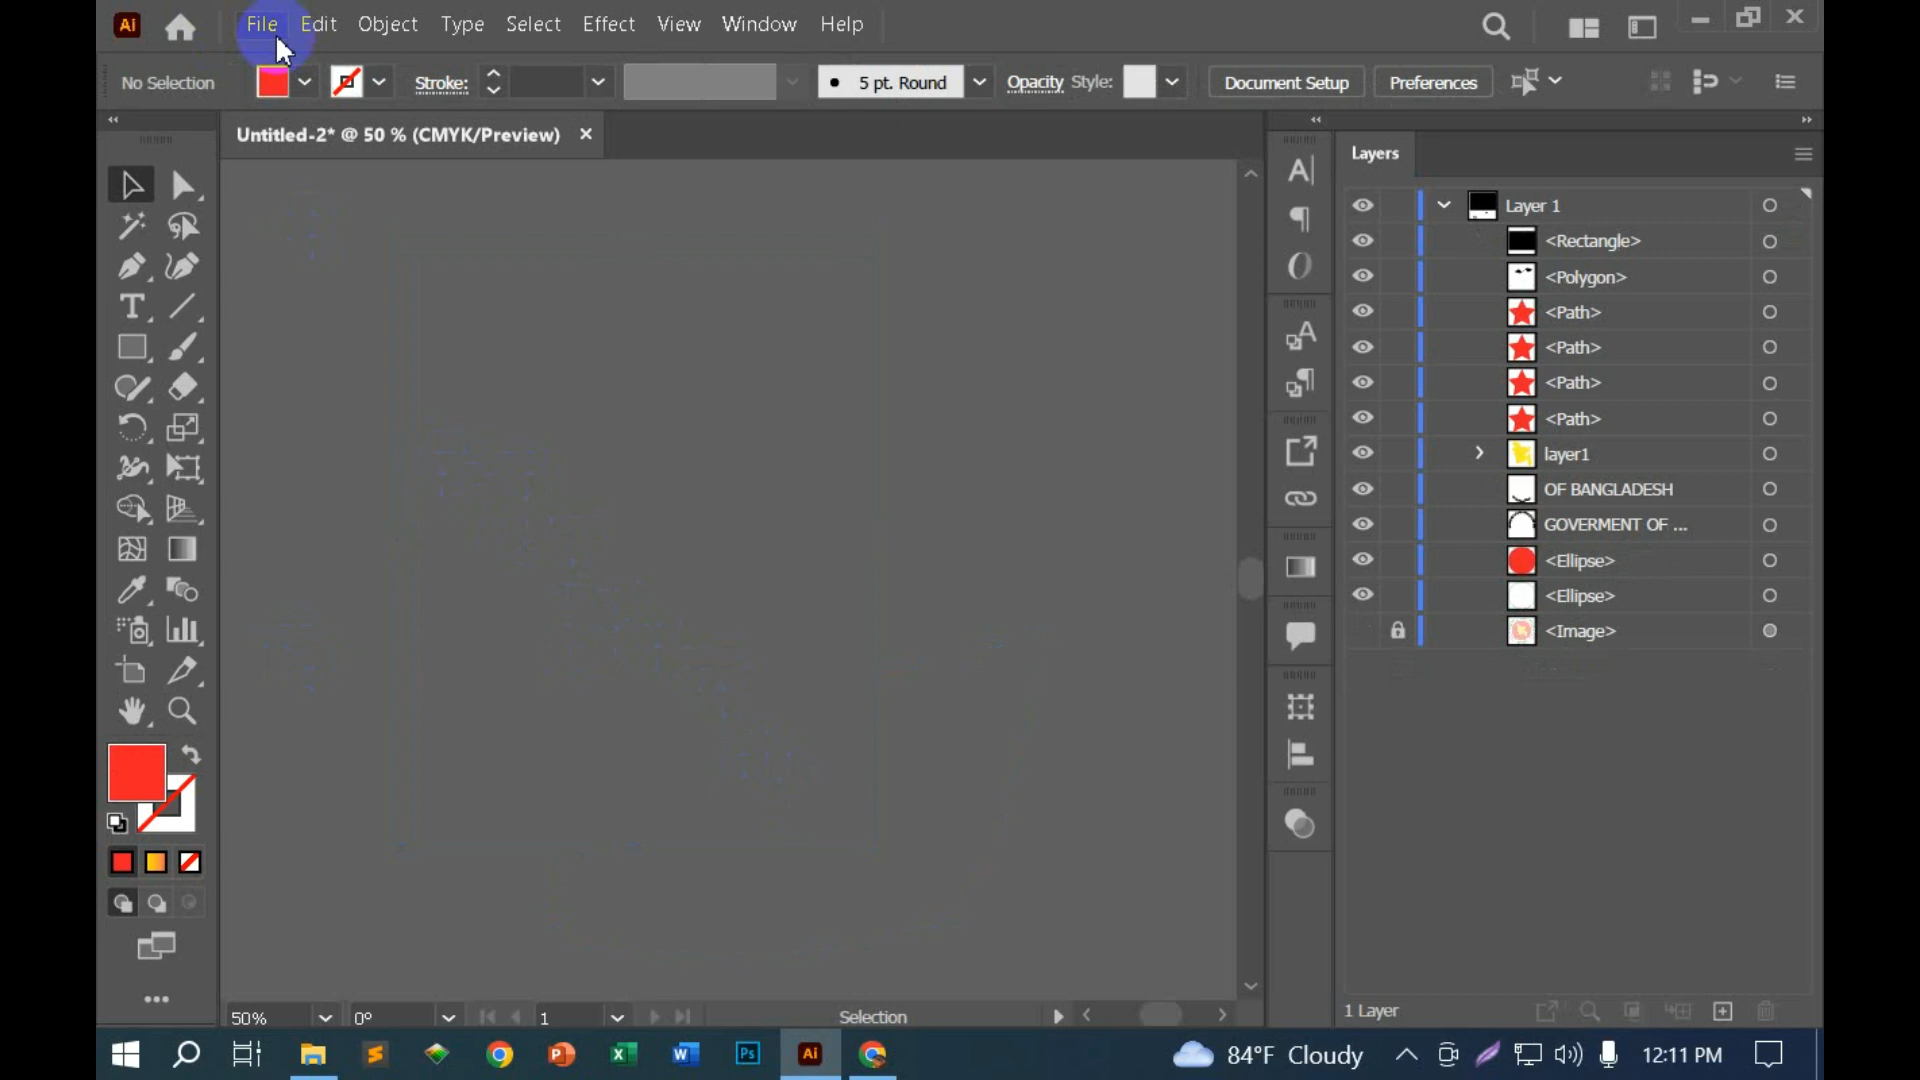 Ai File Edit Object Type Select Effect View Window Help
No Selection Stroke: 5 pt. Round Opacity Style: Document Setup Preferences
Untitled-2* @ 50 % (CMYK/Preview)
Layers
Layer 1
<Rectangle>
<Polygon>
<Path>
<Path>
<Path>
<Path>
layer1
OF BANGLADESH
GOVERMENT OF ...
<Ellipse>
<Ellipse>
<Image>
50% 0° 1 Selection
1 Layer
Ps Ai 84°F Cloudy 12:11 PM